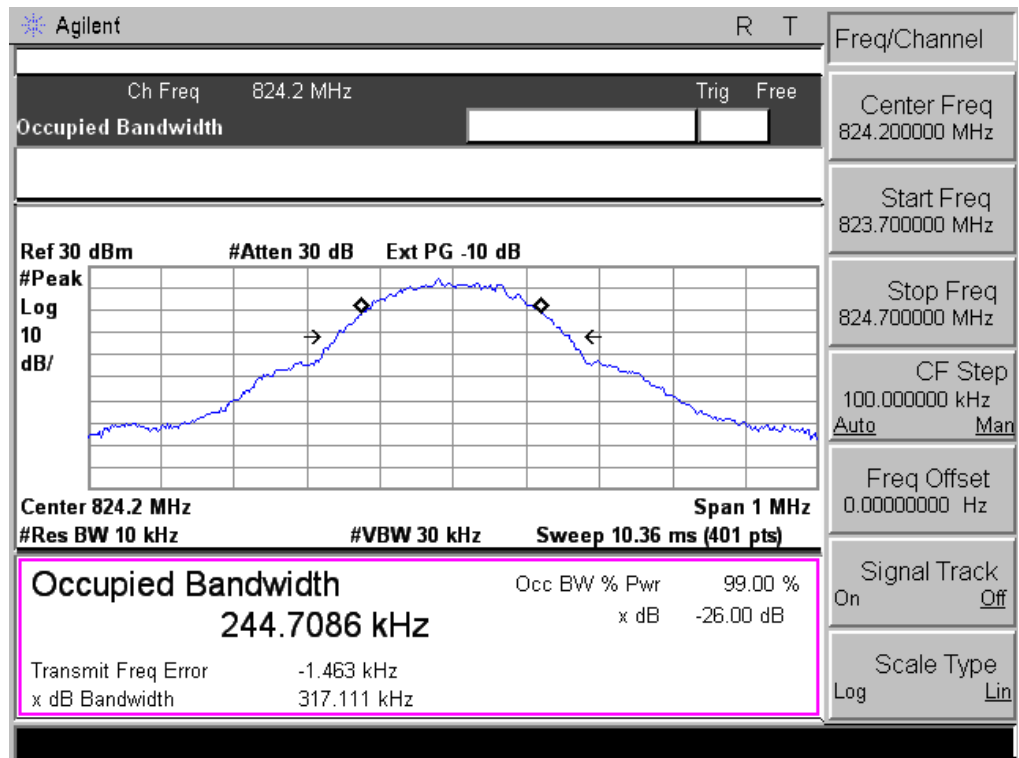 Agilent R T
Freq/Channel
Ch Freq 824.2 MHz Trig Free
Occupied Bandwidth
Center Freq
824.200000 MHz
Start Freq
823.700000 MHz
Stop Freq
824.700000 MHz
CF Step
100.000000 kHz
Auto Man
Freq Offset
0.00000000 Hz
Signal Track
On Off
Scale Type
Log Lin
Ref 30 dBm #Atten 30 dB Ext PG -10 dB
#Peak
Log
10
dB/
Center 824.2 MHz Span 1 MHz
#Res BW 10 kHz #VBW 30 kHz Sweep 10.36 ms (401 pts)
Occupied Bandwidth Occ BW % Pwr 99.00 %
244.7086 kHz x dB -26.00 dB
Transmit Freq Error -1.463 kHz
x dB Bandwidth 317.111 kHz